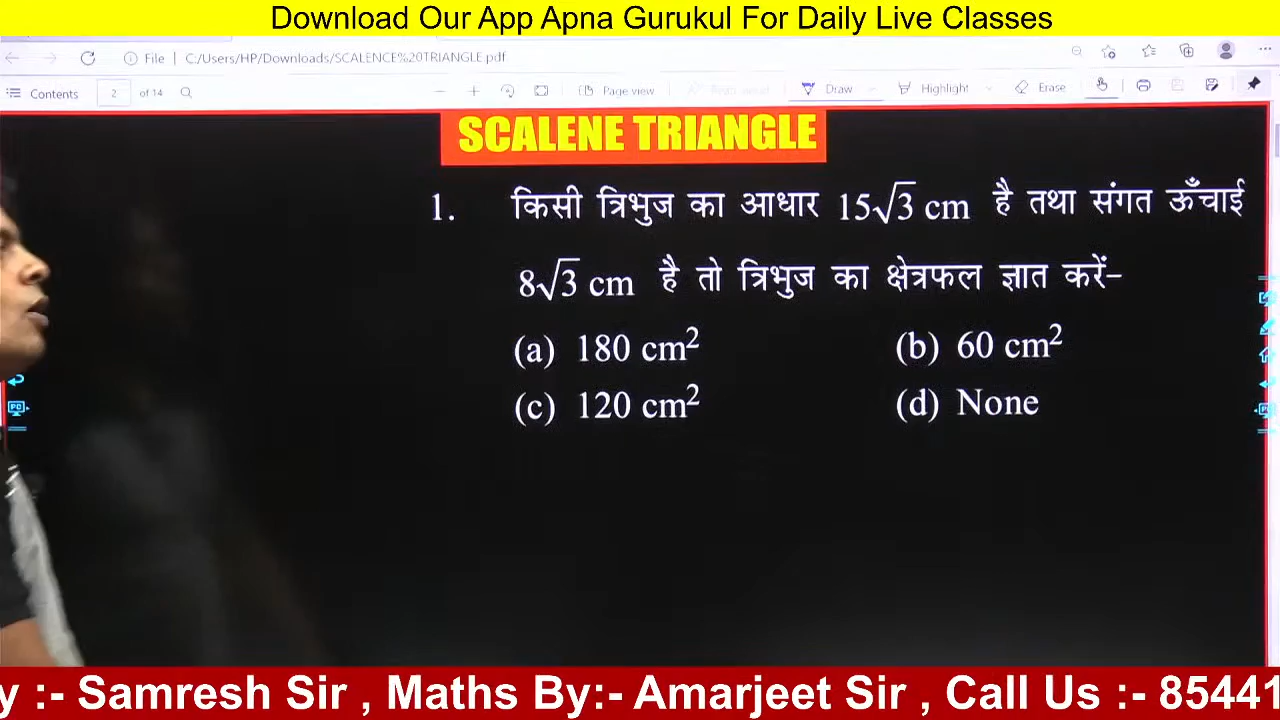 Download Our App Apna Gurukul For Daily Live Classes
File | C:/Users/HP/Downloads/SCALENCE%20TRIANGLE.pdf
Contents 2 of 14 Page view Read aloud Draw Highlight Erase
SCALENE TRIANGLE
1. किसी त्रिभुज का आधार 15√3 cm है तथा संगत ऊँचाई
8√3 cm है तो त्रिभुज का क्षेत्रफल ज्ञात करें–
(a) 180 cm² (b) 60 cm²
(c) 120 cm² (d) None
y :- Samresh Sir , Maths By:- Amarjeet Sir , Call Us :- 85441